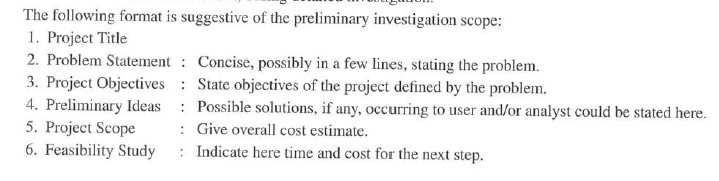 The following format is suggestive of the preliminary investigation scope:
1. Project Title
2. Problem Statement : Concise, possibly in a few lines, stating the problem.
3. Project Objectives : State objectives of the project defined by the problem.
4. Preliminary Ideas : Possible solutions, if any, occurring to user and/or analyst could be stated here.
5. Project Scope : Give overall cost estimate.
6. Feasibility Study : Indicate here time and cost for the next step.